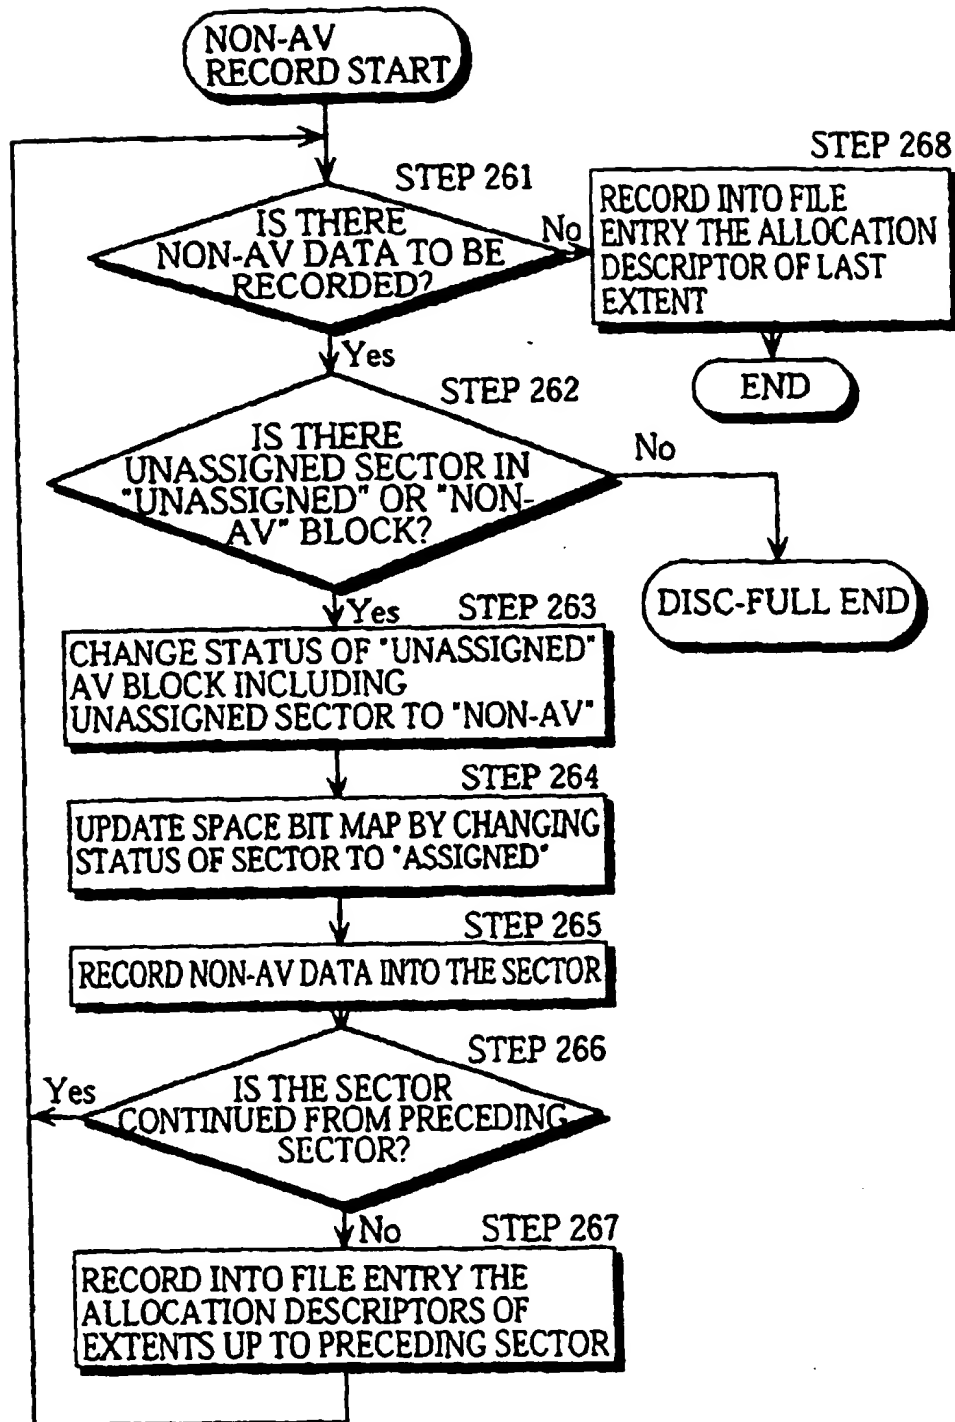 NON-AV
RECORD START
STEP 261
IS THERE
NON-AV DATA TO BE
RECORDED?
No
STEP 268
RECORD INTO FILE
ENTRY THE ALLOCATION
DESCRIPTOR OF LAST
EXTENT
END
Yes
STEP 262
IS THERE
UNASSIGNED SECTOR IN
"UNASSIGNED" OR "NON-
AV" BLOCK?
No
DISC-FULL END
Yes
STEP 263
CHANGE STATUS OF "UNASSIGNED"
AV BLOCK INCLUDING
UNASSIGNED SECTOR TO "NON-AV"
STEP 264
UPDATE SPACE BIT MAP BY CHANGING
STATUS OF SECTOR TO "ASSIGNED"
STEP 265
RECORD NON-AV DATA INTO THE SECTOR
STEP 266
IS THE SECTOR
CONTINUED FROM PRECEDING
SECTOR?
Yes
No
STEP 267
RECORD INTO FILE ENTRY THE
ALLOCATION DESCRIPTORS OF
EXTENTS UP TO PRECEDING SECTOR